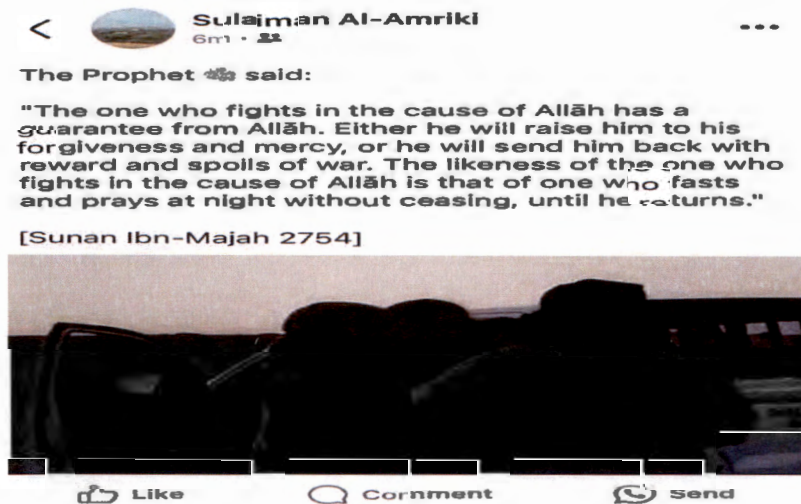 Sulaiman Al-Amriki
6m
The Prophet ﷺ said:
"The one who fights in the cause of Allāh has a
guarantee from Allāh. Either he will raise him to his
forgiveness and mercy, or he will send him back with
reward and spoils of war. The likeness of the one who
fights in the cause of Allāh is that of one who fasts
and prays at night without ceasing, until he returns."
[Sunan Ibn-Majah 2754]
Like Comment Send